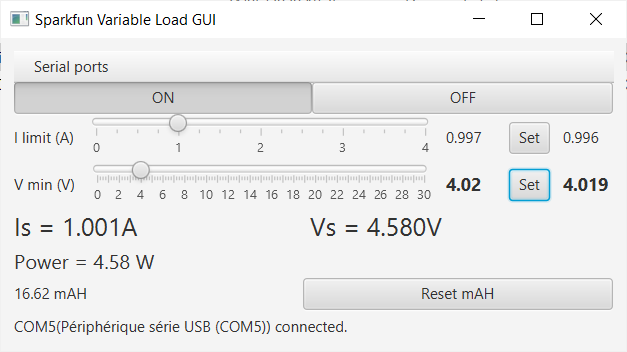 Sparkfun Variable Load GUI
Serial ports
ON OFF
I limit (A) 0.997 Set 0.996
0 1 2 3 4
V min (V) 4.02 Set 4.019
0 2 4 6 8 10 12 14 16 18 20 22 24 26 28 30
Is = 1.001A Vs = 4.580V
Power = 4.58 W
16.62 mAH Reset mAH
COM5(Périphérique série USB (COM5)) connected.